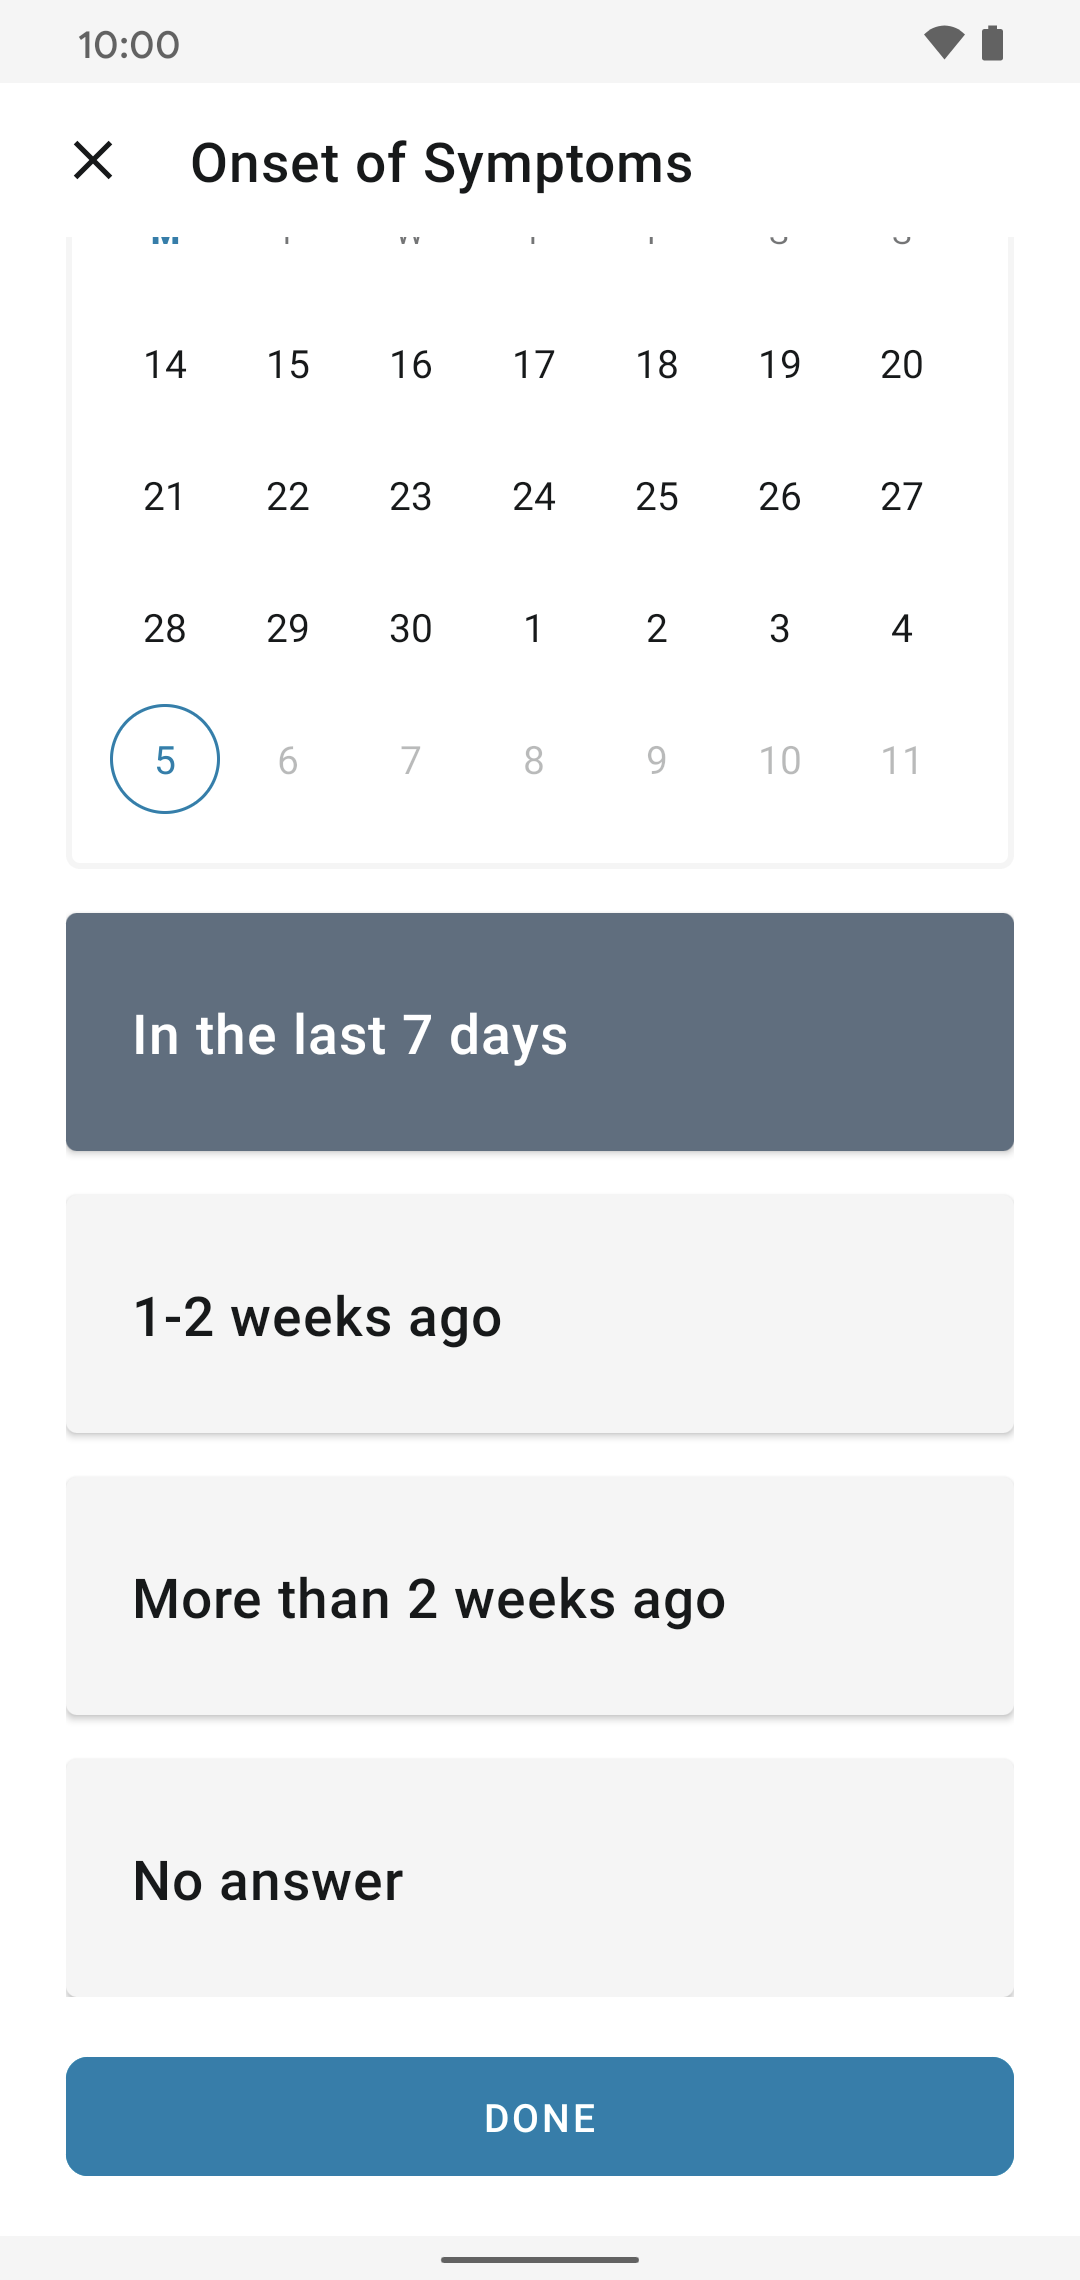 10:00
Onset of Symptoms
14 15 16 17 18 19 20
21 22 23 24 25 26 27
28 29 30 1 2 3 4
5 6 7 8 9 10 11
In the last 7 days
1-2 weeks ago
More than 2 weeks ago
No answer
DONE